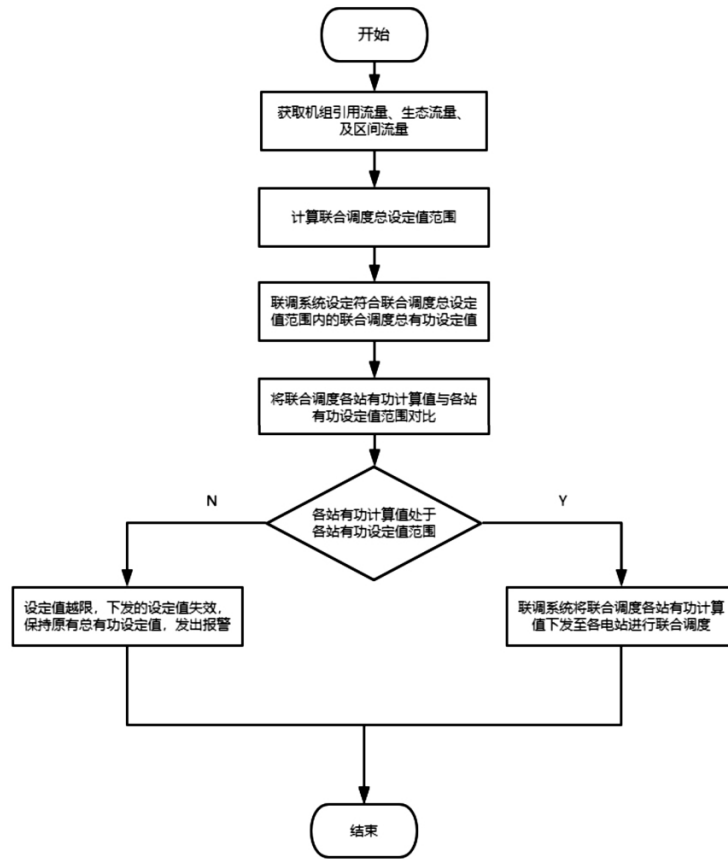 开始
获取机组引用流量、生态流量、
及区间流量
计算联合调度总设定值范围
联调系统设定符合联合调度总设定
值范围内的联合调度总有功设定值
将联合调度各站有功计算值与各站
有功设定值范围对比
各站有功计算值处于
各站有功设定值范围
N
Y
设定值越限，下发的设定值失效，
保持原有总有功设定值，发出报警
联调系统将联合调度各站有功计算
值下发至各电站进行联合调度
结束